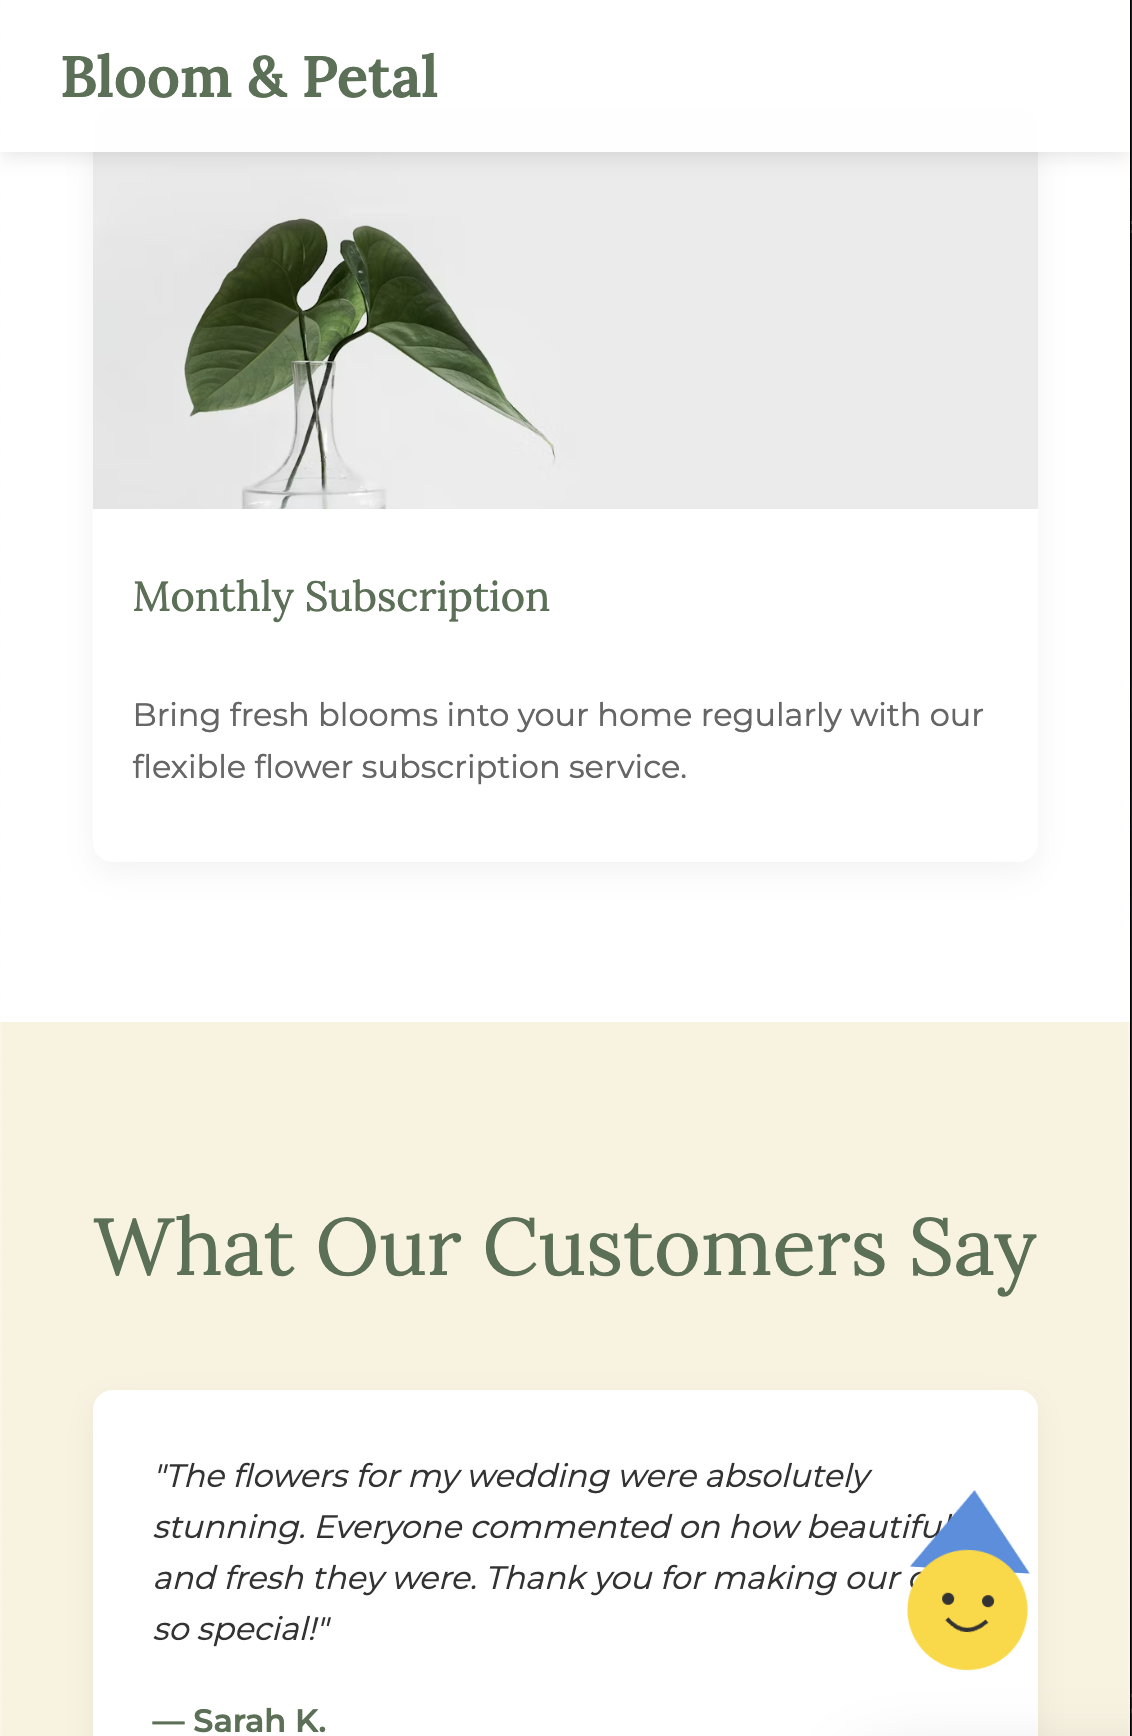 Bloom & Petal
Monthly Subscription
Bring fresh blooms into your home regularly with our
flexible flower subscription service.
What Our Customers Say
"The flowers for my wedding were absolutely
stunning. Everyone commented on how beautiful
and fresh they were. Thank you for making our
so special!"
— Sarah K.